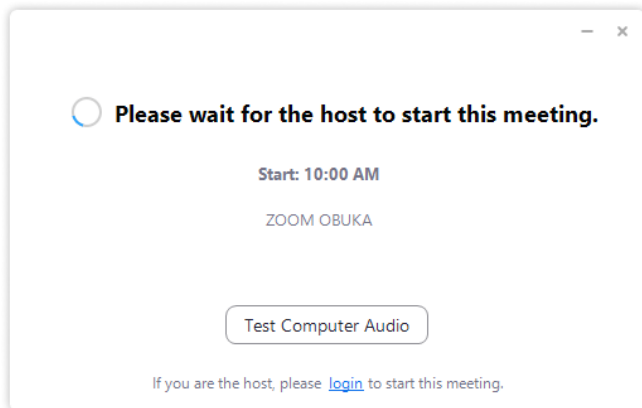 Please wait for the host to start this meeting.
Start: 10:00 AM
ZOOM OBUKA
Test Computer Audio
If you are the host, please login to start this meeting.